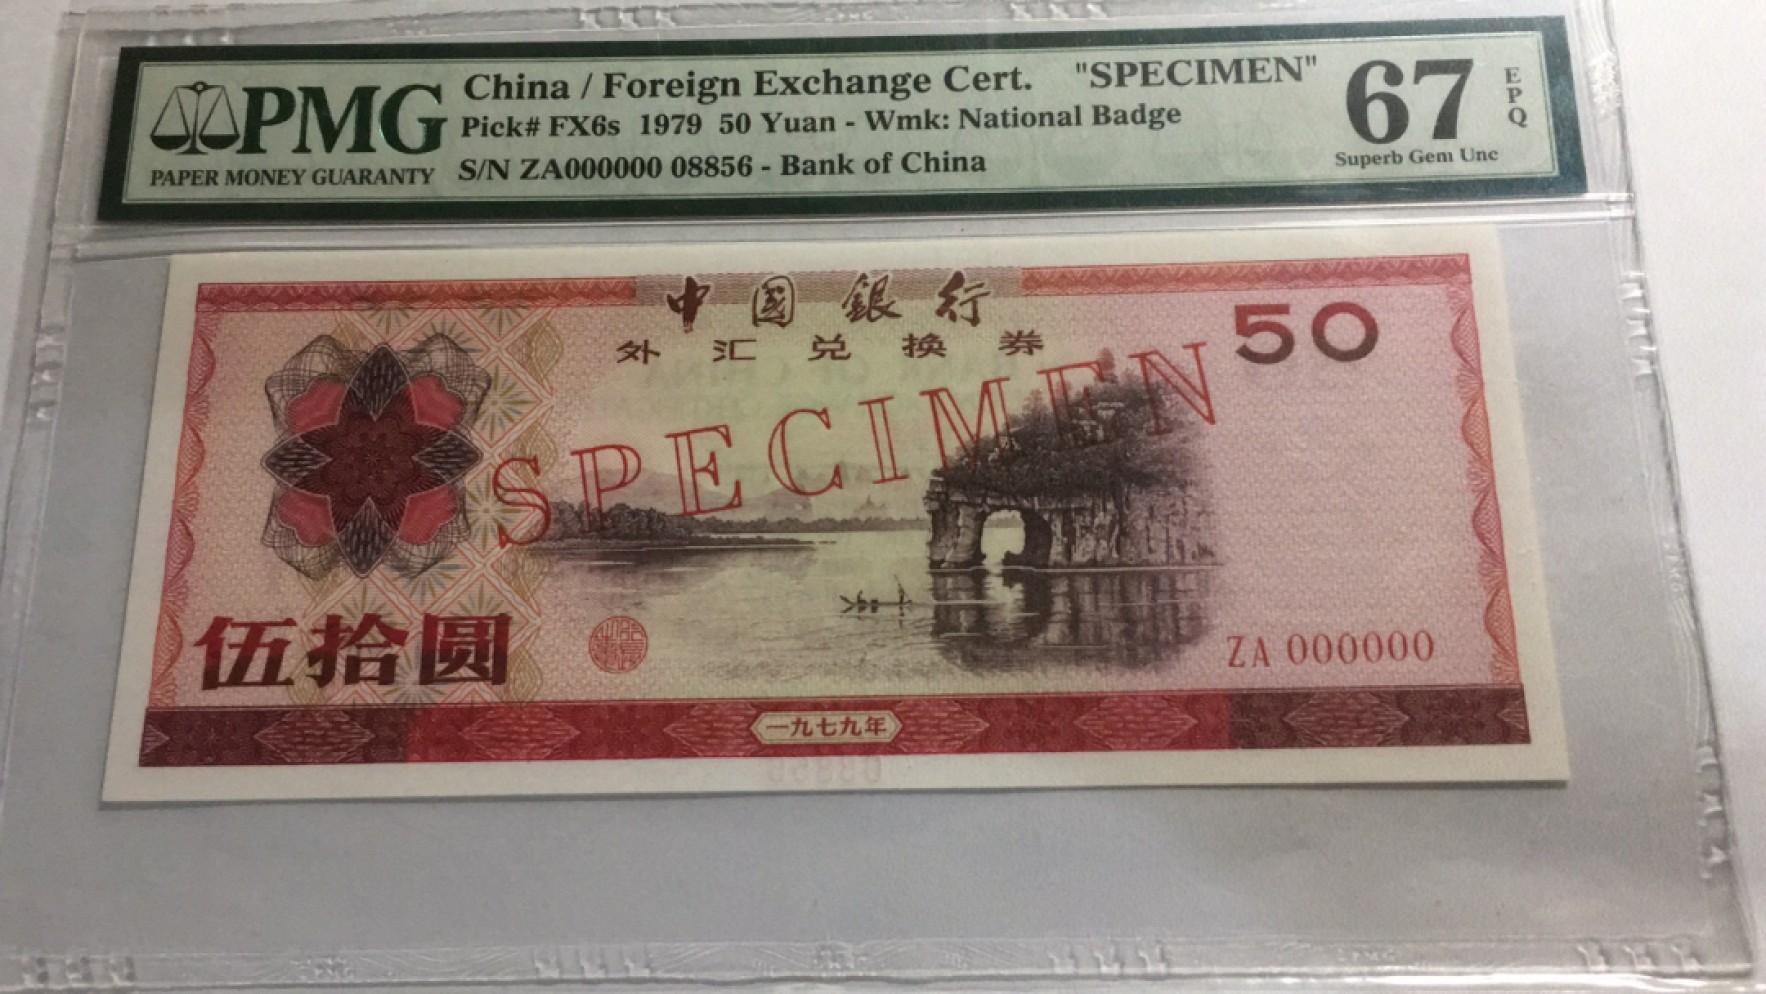 PMG
PAPER MONEY GUARANTY
China / Foreign Exchange Cert. "SPECIMEN"
Pick# FX6s 1979 50 Yuan - Wmk: National Badge
S/N ZA000000 08856 - Bank of China
67
EPQ
Superb Gem Unc
中國銀行
外汇兑换券
50
SPECIMEN
伍拾圆
ZA 000000
一九七九年